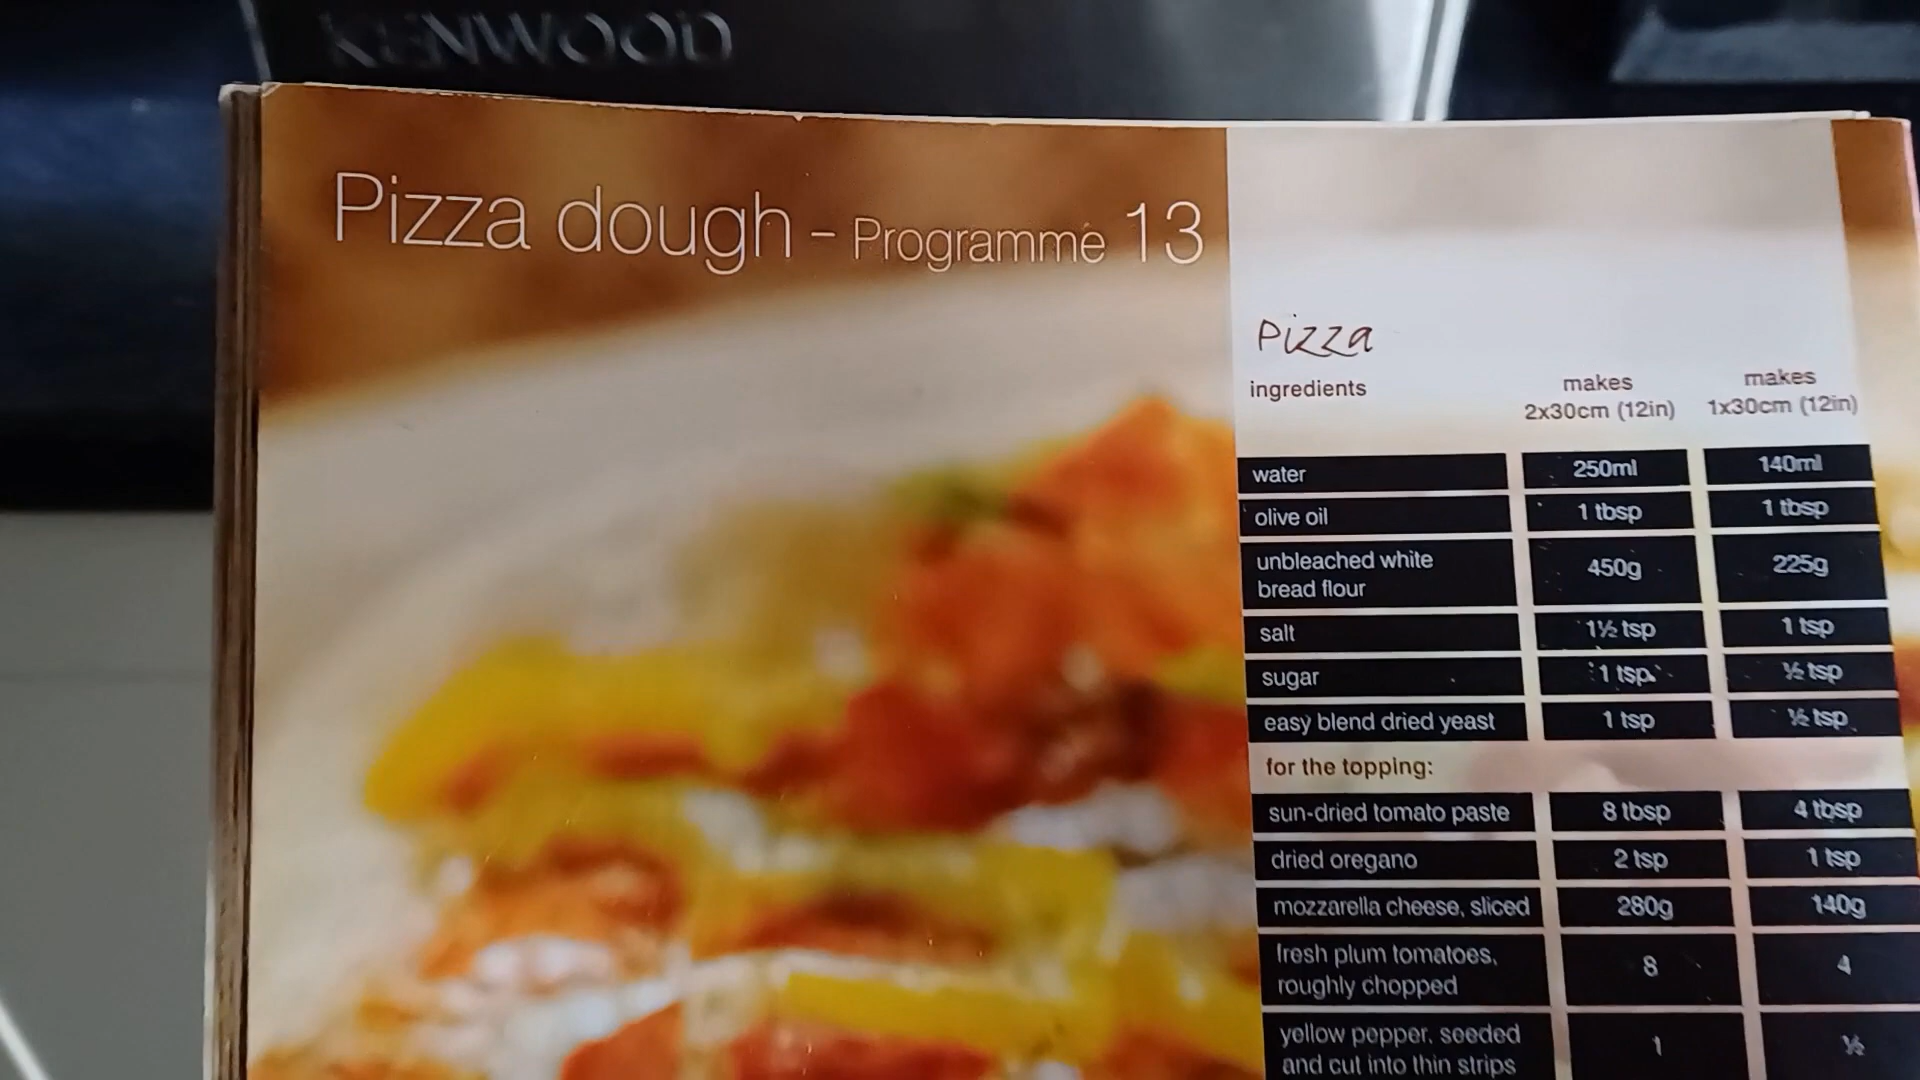 KENWOOD
Pizza dough - Programme 13
Pizza
ingredients
makes 2x30cm (12in)
makes 1x30cm (12in)
water 250ml 140ml
olive oil 1 tbsp 1 tbsp
unbleached white bread flour 450g 225g
salt 1½ tsp 1 tsp
sugar 1 tsp ½ tsp
easy blend dried yeast 1 tsp ½ tsp
for the topping:
sun-dried tomato paste 8 tbsp 4 tbsp
dried oregano 2 tsp 1 tsp
mozzarella cheese, sliced 280g 140g
fresh plum tomatoes, roughly chopped 8 4
yellow pepper, seeded and cut into thin strips 1 ½